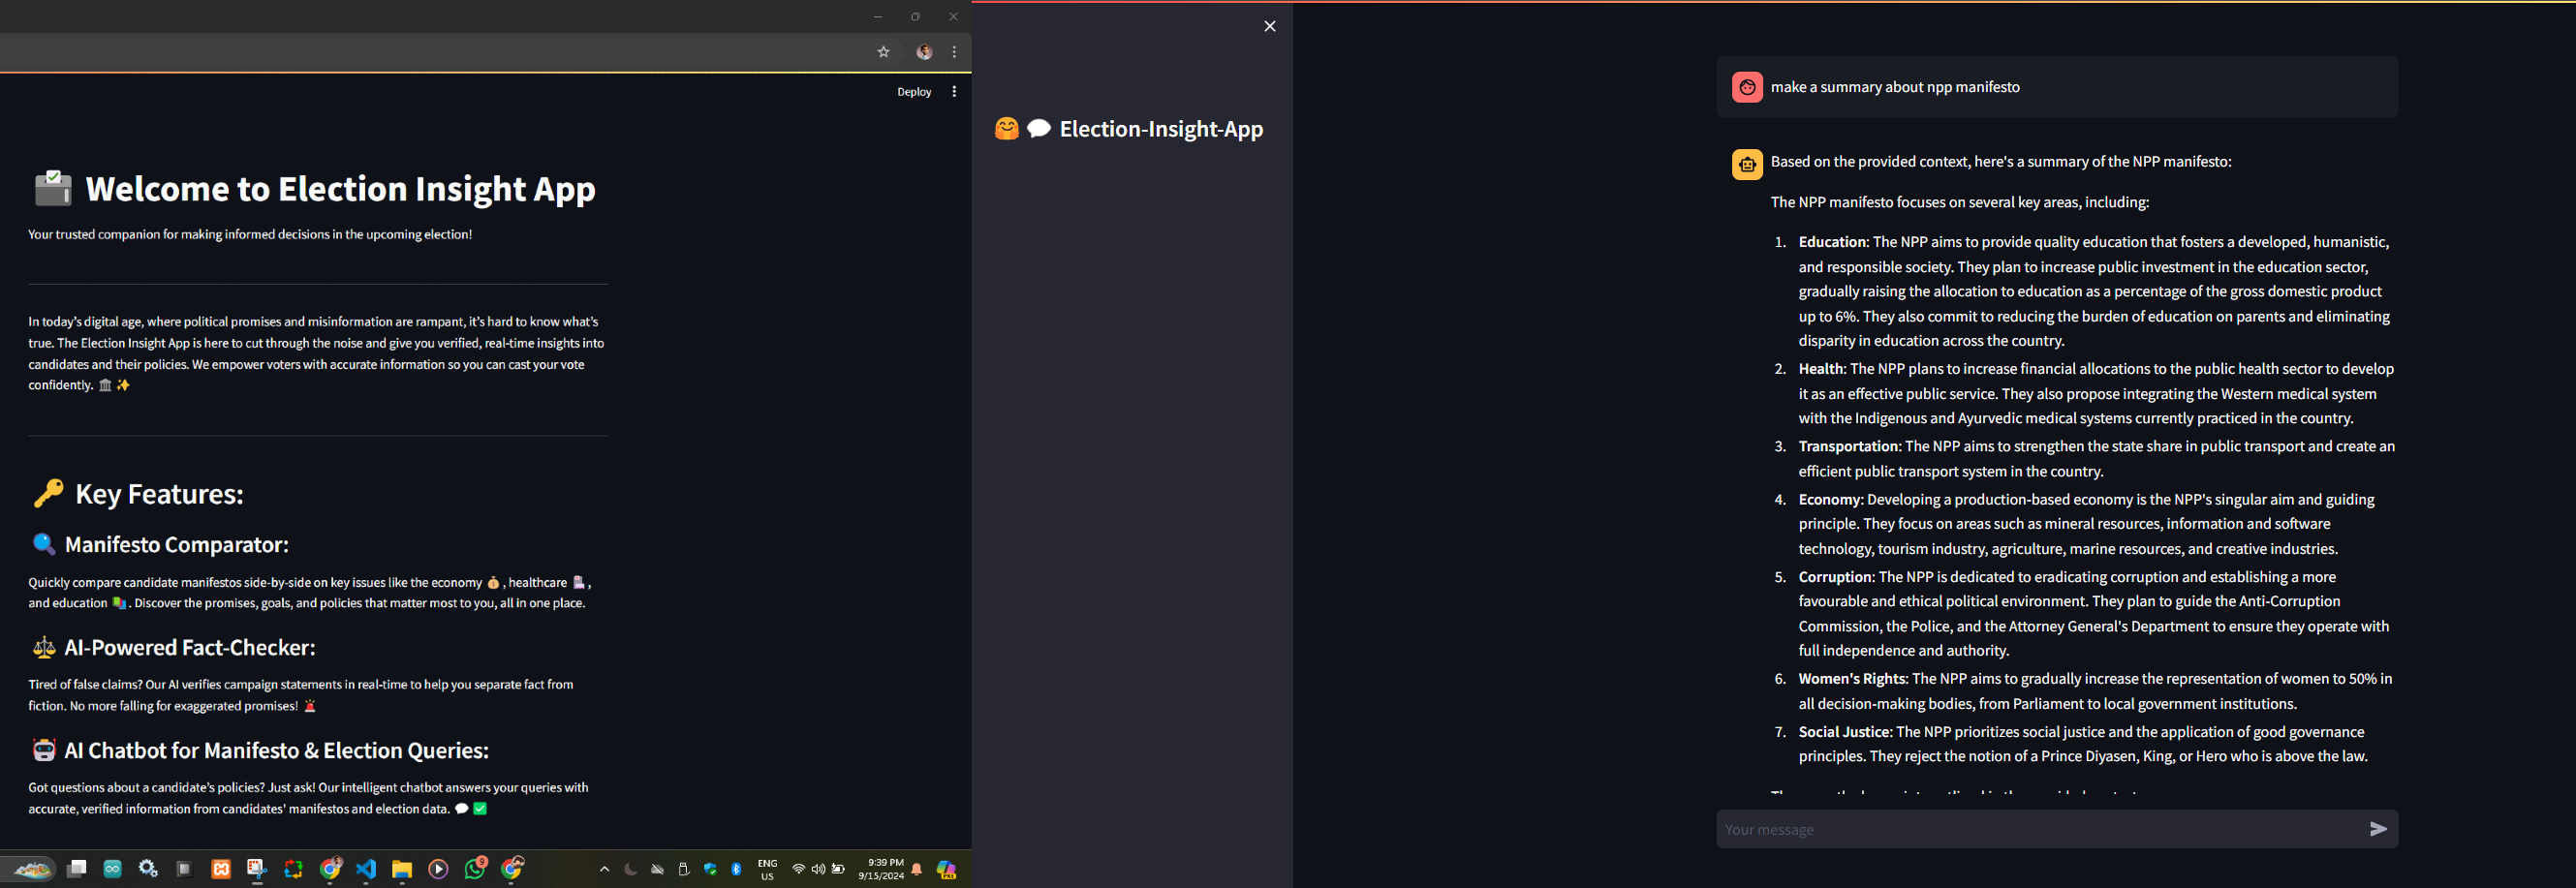 Deploy
Welcome to Election Insight App
Your trusted companion for making informed decisions in the upcoming election!
In today's digital age, where political promises and misinformation are rampant, it's hard to know what's
true. The Election Insight App is here to cut through the noise and give you verified, real-time insights into
candidates and their policies. We empower voters with accurate information so you can cast your vote
confidently. 🏛️ ✨
🔑 Key Features:
🔍 Manifesto Comparator:
Quickly compare candidate manifestos side-by-side on key issues like the economy 💰, healthcare 🏥,
and education 📚. Discover the promises, goals, and policies that matter most to you, all in one place.
⚖️ AI-Powered Fact-Checker:
Tired of false claims? Our AI verifies campaign statements in real-time to help you separate fact from
fiction. No more falling for exaggerated promises! 🚨
🤖 AI Chatbot for Manifesto & Election Queries:
Got questions about a candidate's policies? Just ask! Our intelligent chatbot answers your queries with
accurate, verified information from candidates' manifestos and election data. 💬 ✅
9
ENG
US
9:39 PM
9/15/2024
PRE
🤗💬 Election-Insight-App
make a summary about npp manifesto
Based on the provided context, here's a summary of the NPP manifesto:
The NPP manifesto focuses on several key areas, including:
1. Education: The NPP aims to provide quality education that fosters a developed, humanistic,
and responsible society. They plan to increase public investment in the education sector,
gradually raising the allocation to education as a percentage of the gross domestic product
up to 6%. They also commit to reducing the burden of education on parents and eliminating
disparity in education across the country.
2. Health: The NPP plans to increase financial allocations to the public health sector to develop
it as an effective public service. They also propose integrating the Western medical system
with the Indigenous and Ayurvedic medical systems currently practiced in the country.
3. Transportation: The NPP aims to strengthen the state share in public transport and create an
efficient public transport system in the country.
4. Economy: Developing a production-based economy is the NPP's singular aim and guiding
principle. They focus on areas such as mineral resources, information and software
technology, tourism industry, agriculture, marine resources, and creative industries.
5. Corruption: The NPP is dedicated to eradicating corruption and establishing a more
favourable and ethical political environment. They plan to guide the Anti-Corruption
Commission, the Police, and the Attorney General's Department to ensure they operate with
full independence and authority.
6. Women's Rights: The NPP aims to gradually increase the representation of women to 50% in
all decision-making bodies, from Parliament to local government institutions.
7. Social Justice: The NPP prioritizes social justice and the application of good governance
principles. They reject the notion of a Prince Diyasen, King, or Hero who is above the law.
Your message